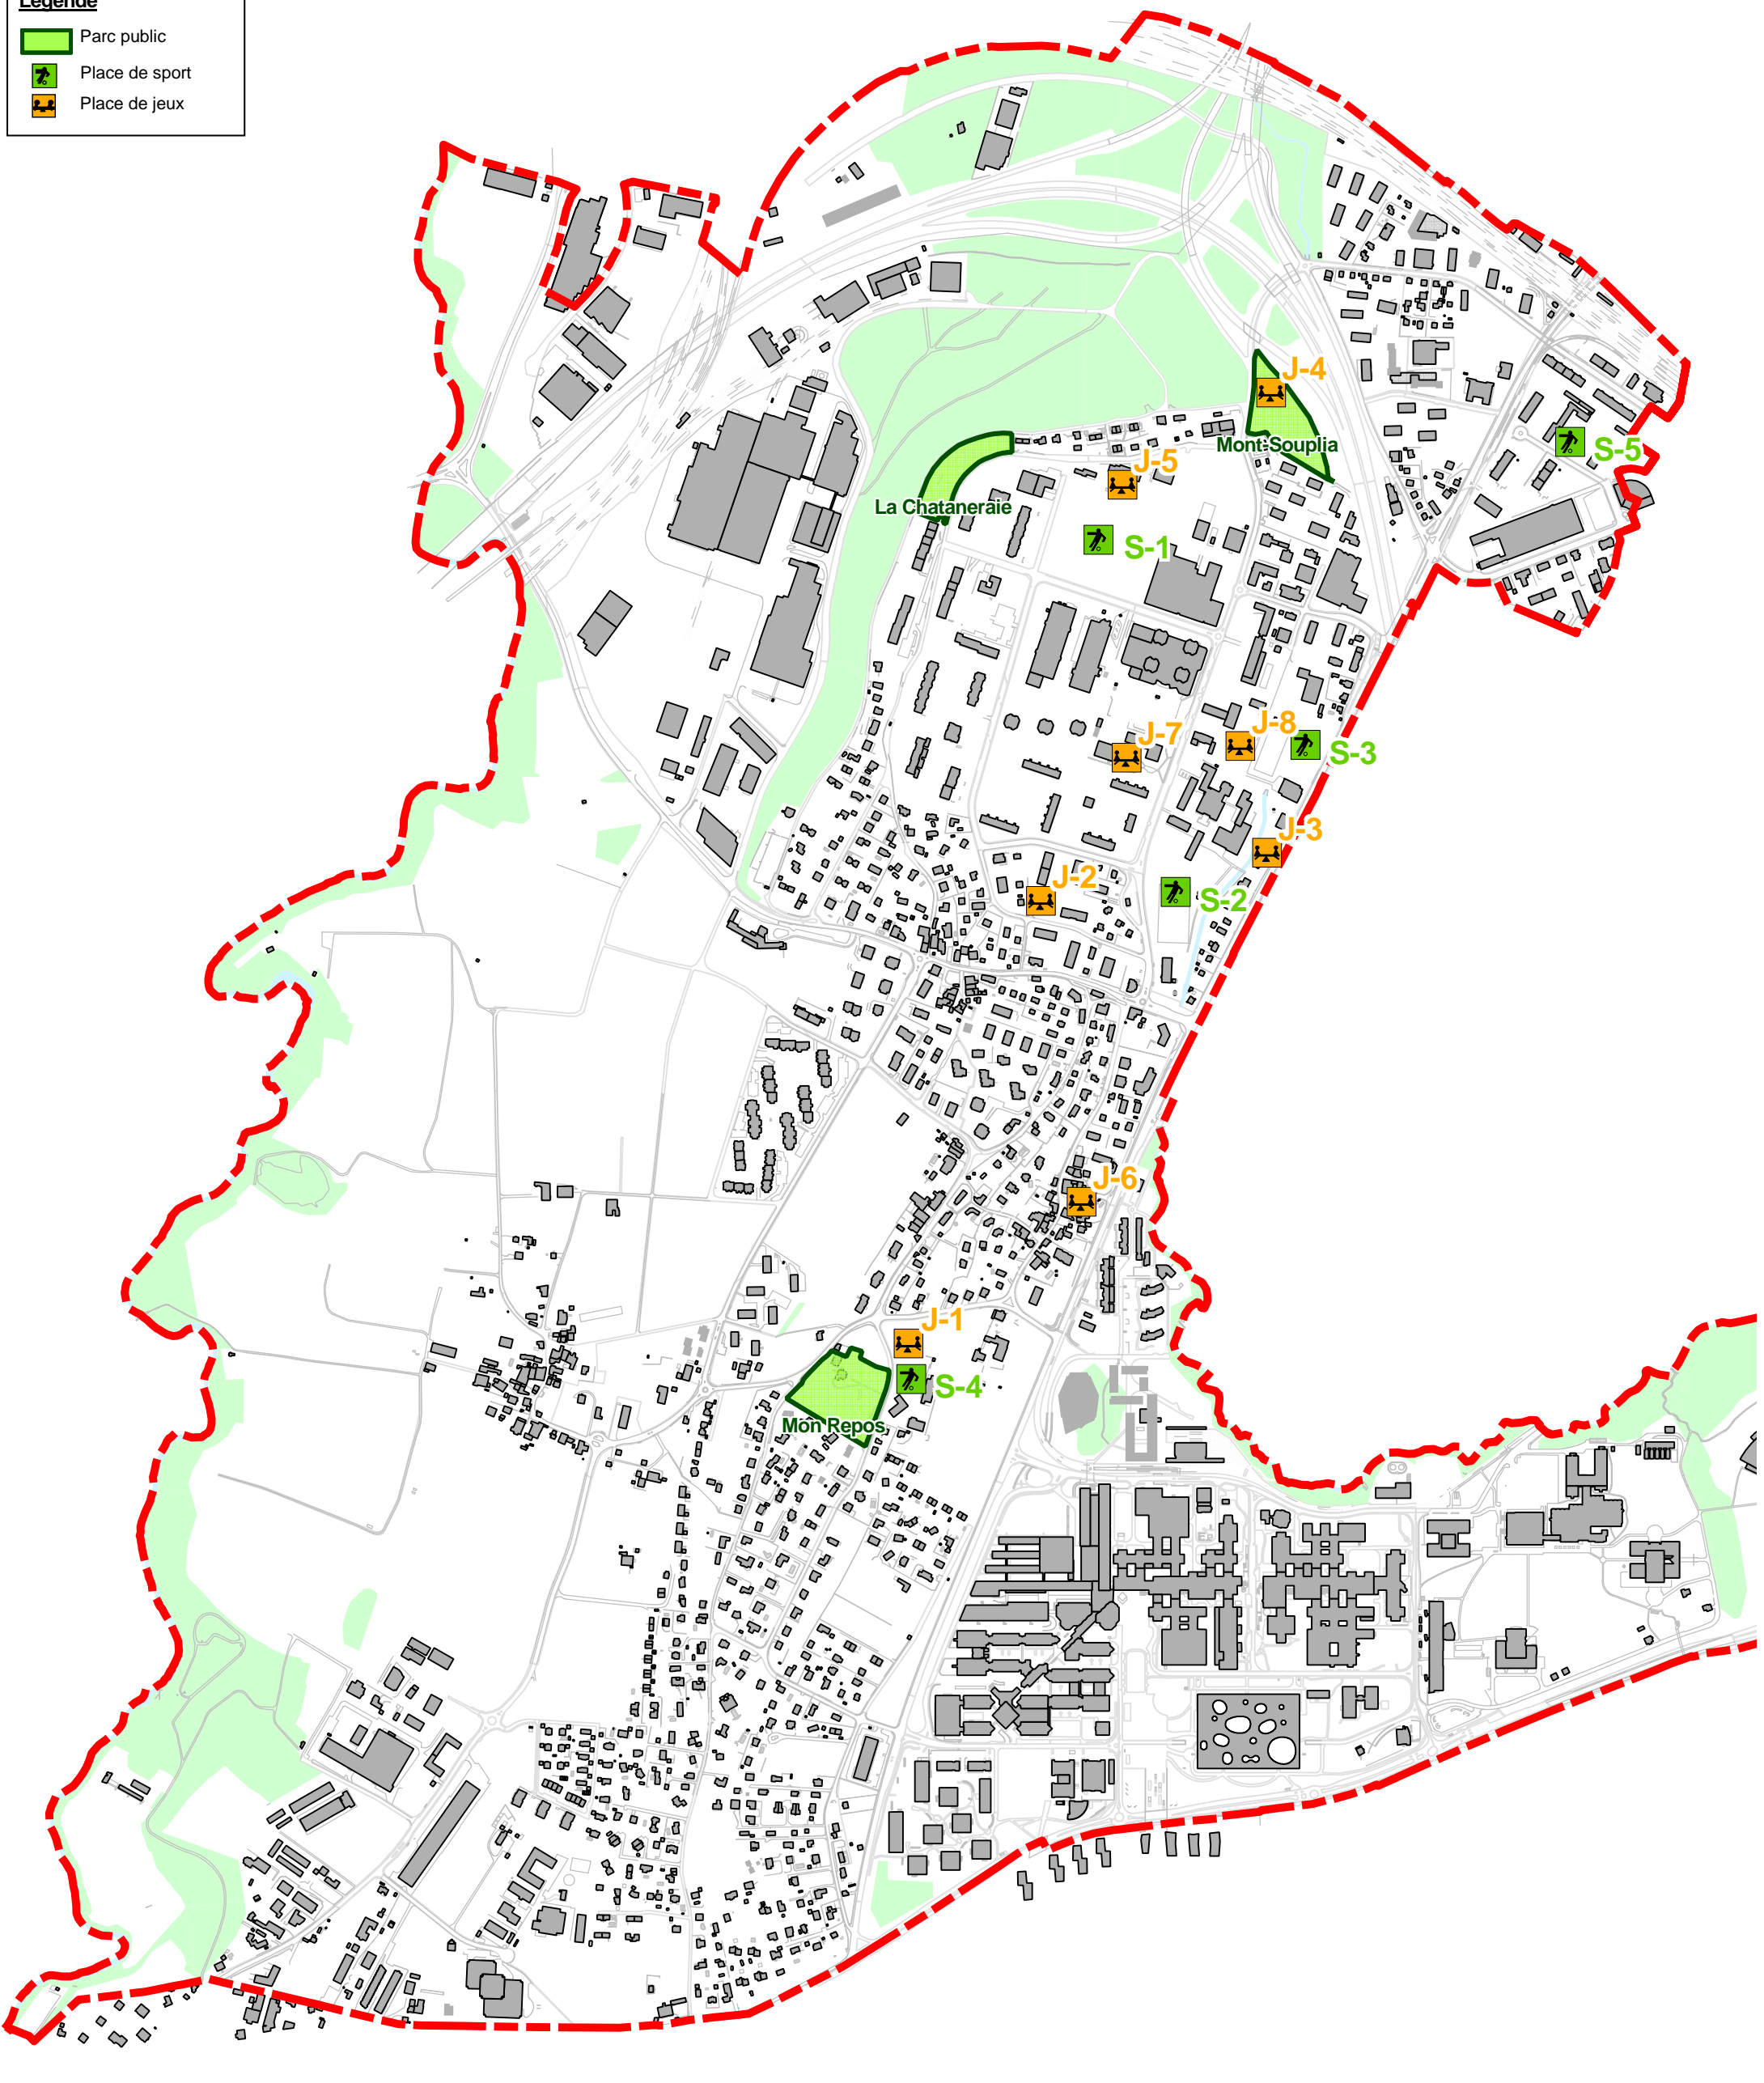 Légende
Parc public
Place de sport
Place de jeux
J-4
Mont-Souplia
S-5
J-5
La Chataneraie
S-1
J-8
J-7
S-3
J-3
J-2
S-2
J-6
J-1
S-4
Mon Repos